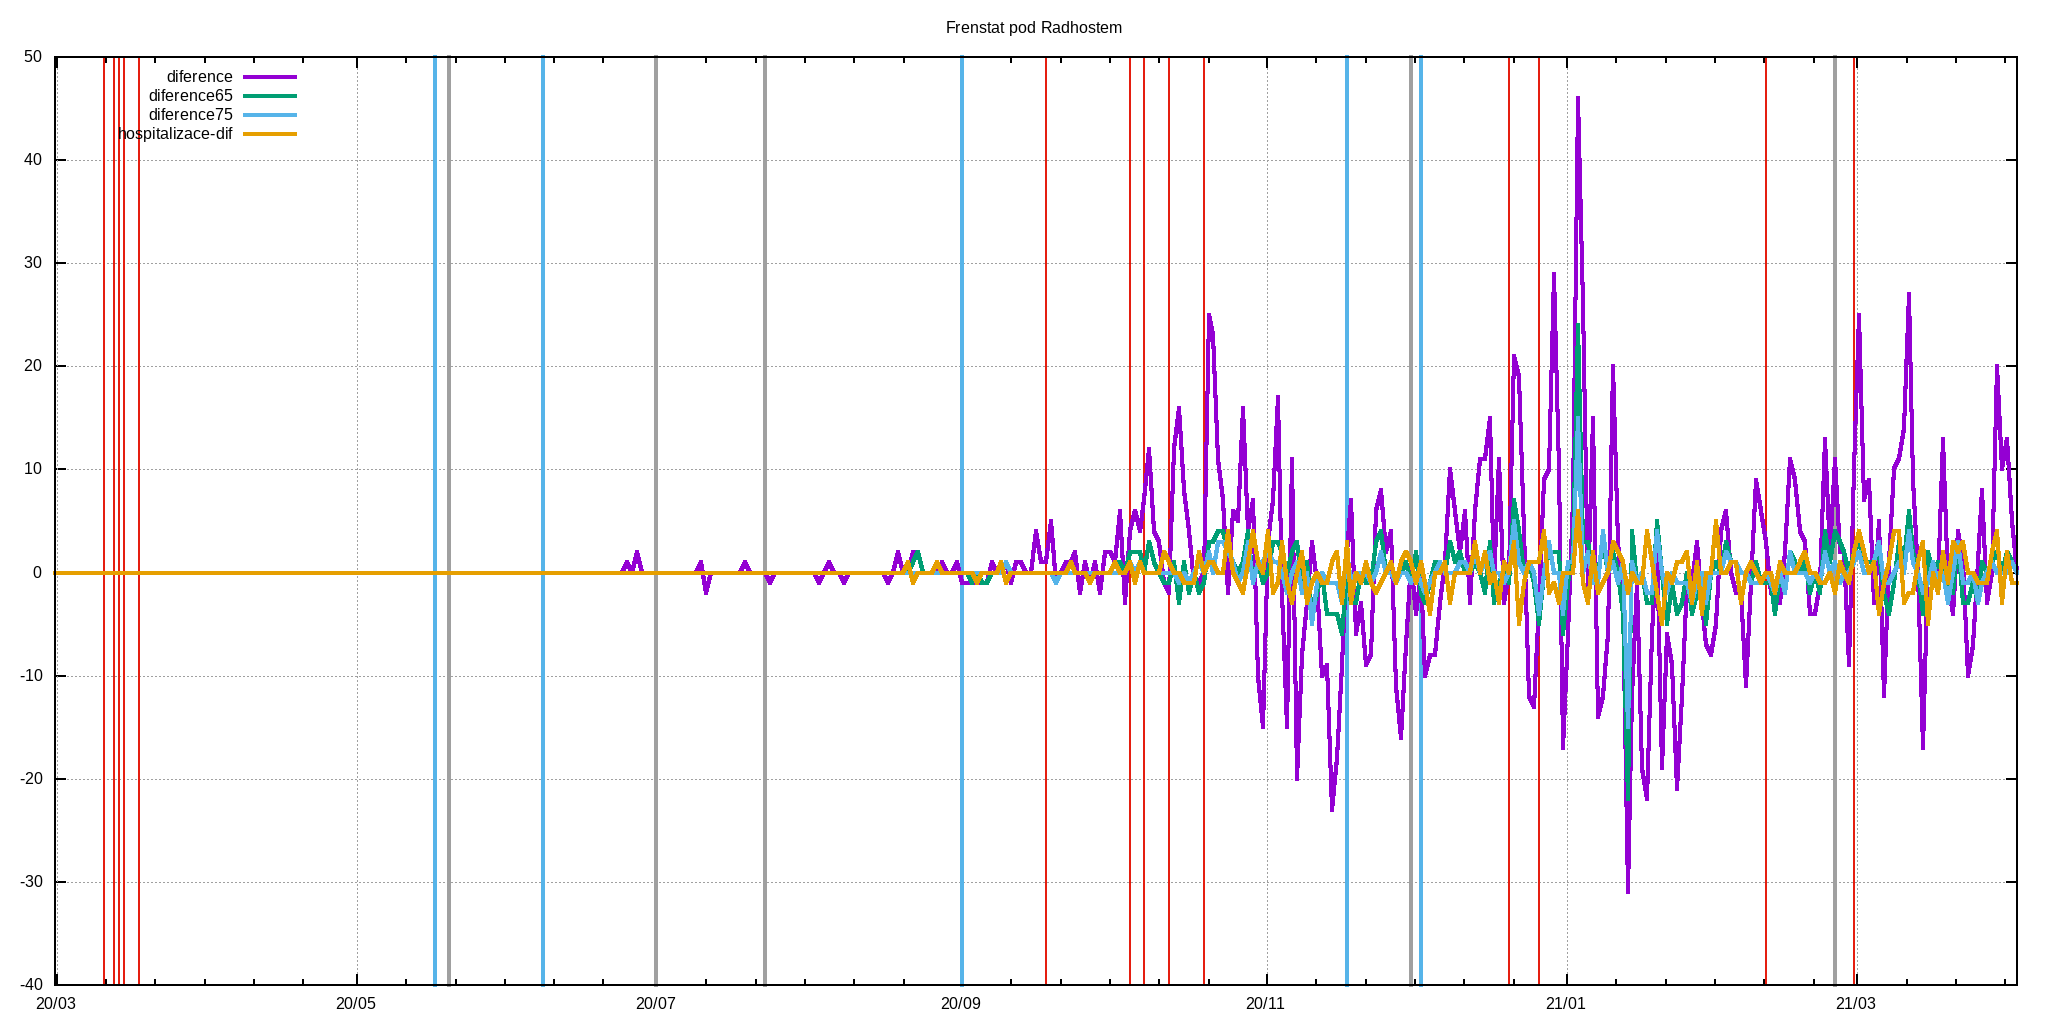 Frenstat pod Radhostem
50
40
30
20
10
0
-10
-20
-30
-40
diference
diference65
diference75
hospitalizace-dif
20/03 20/05 20/07 20/09 20/11 21/01 21/03